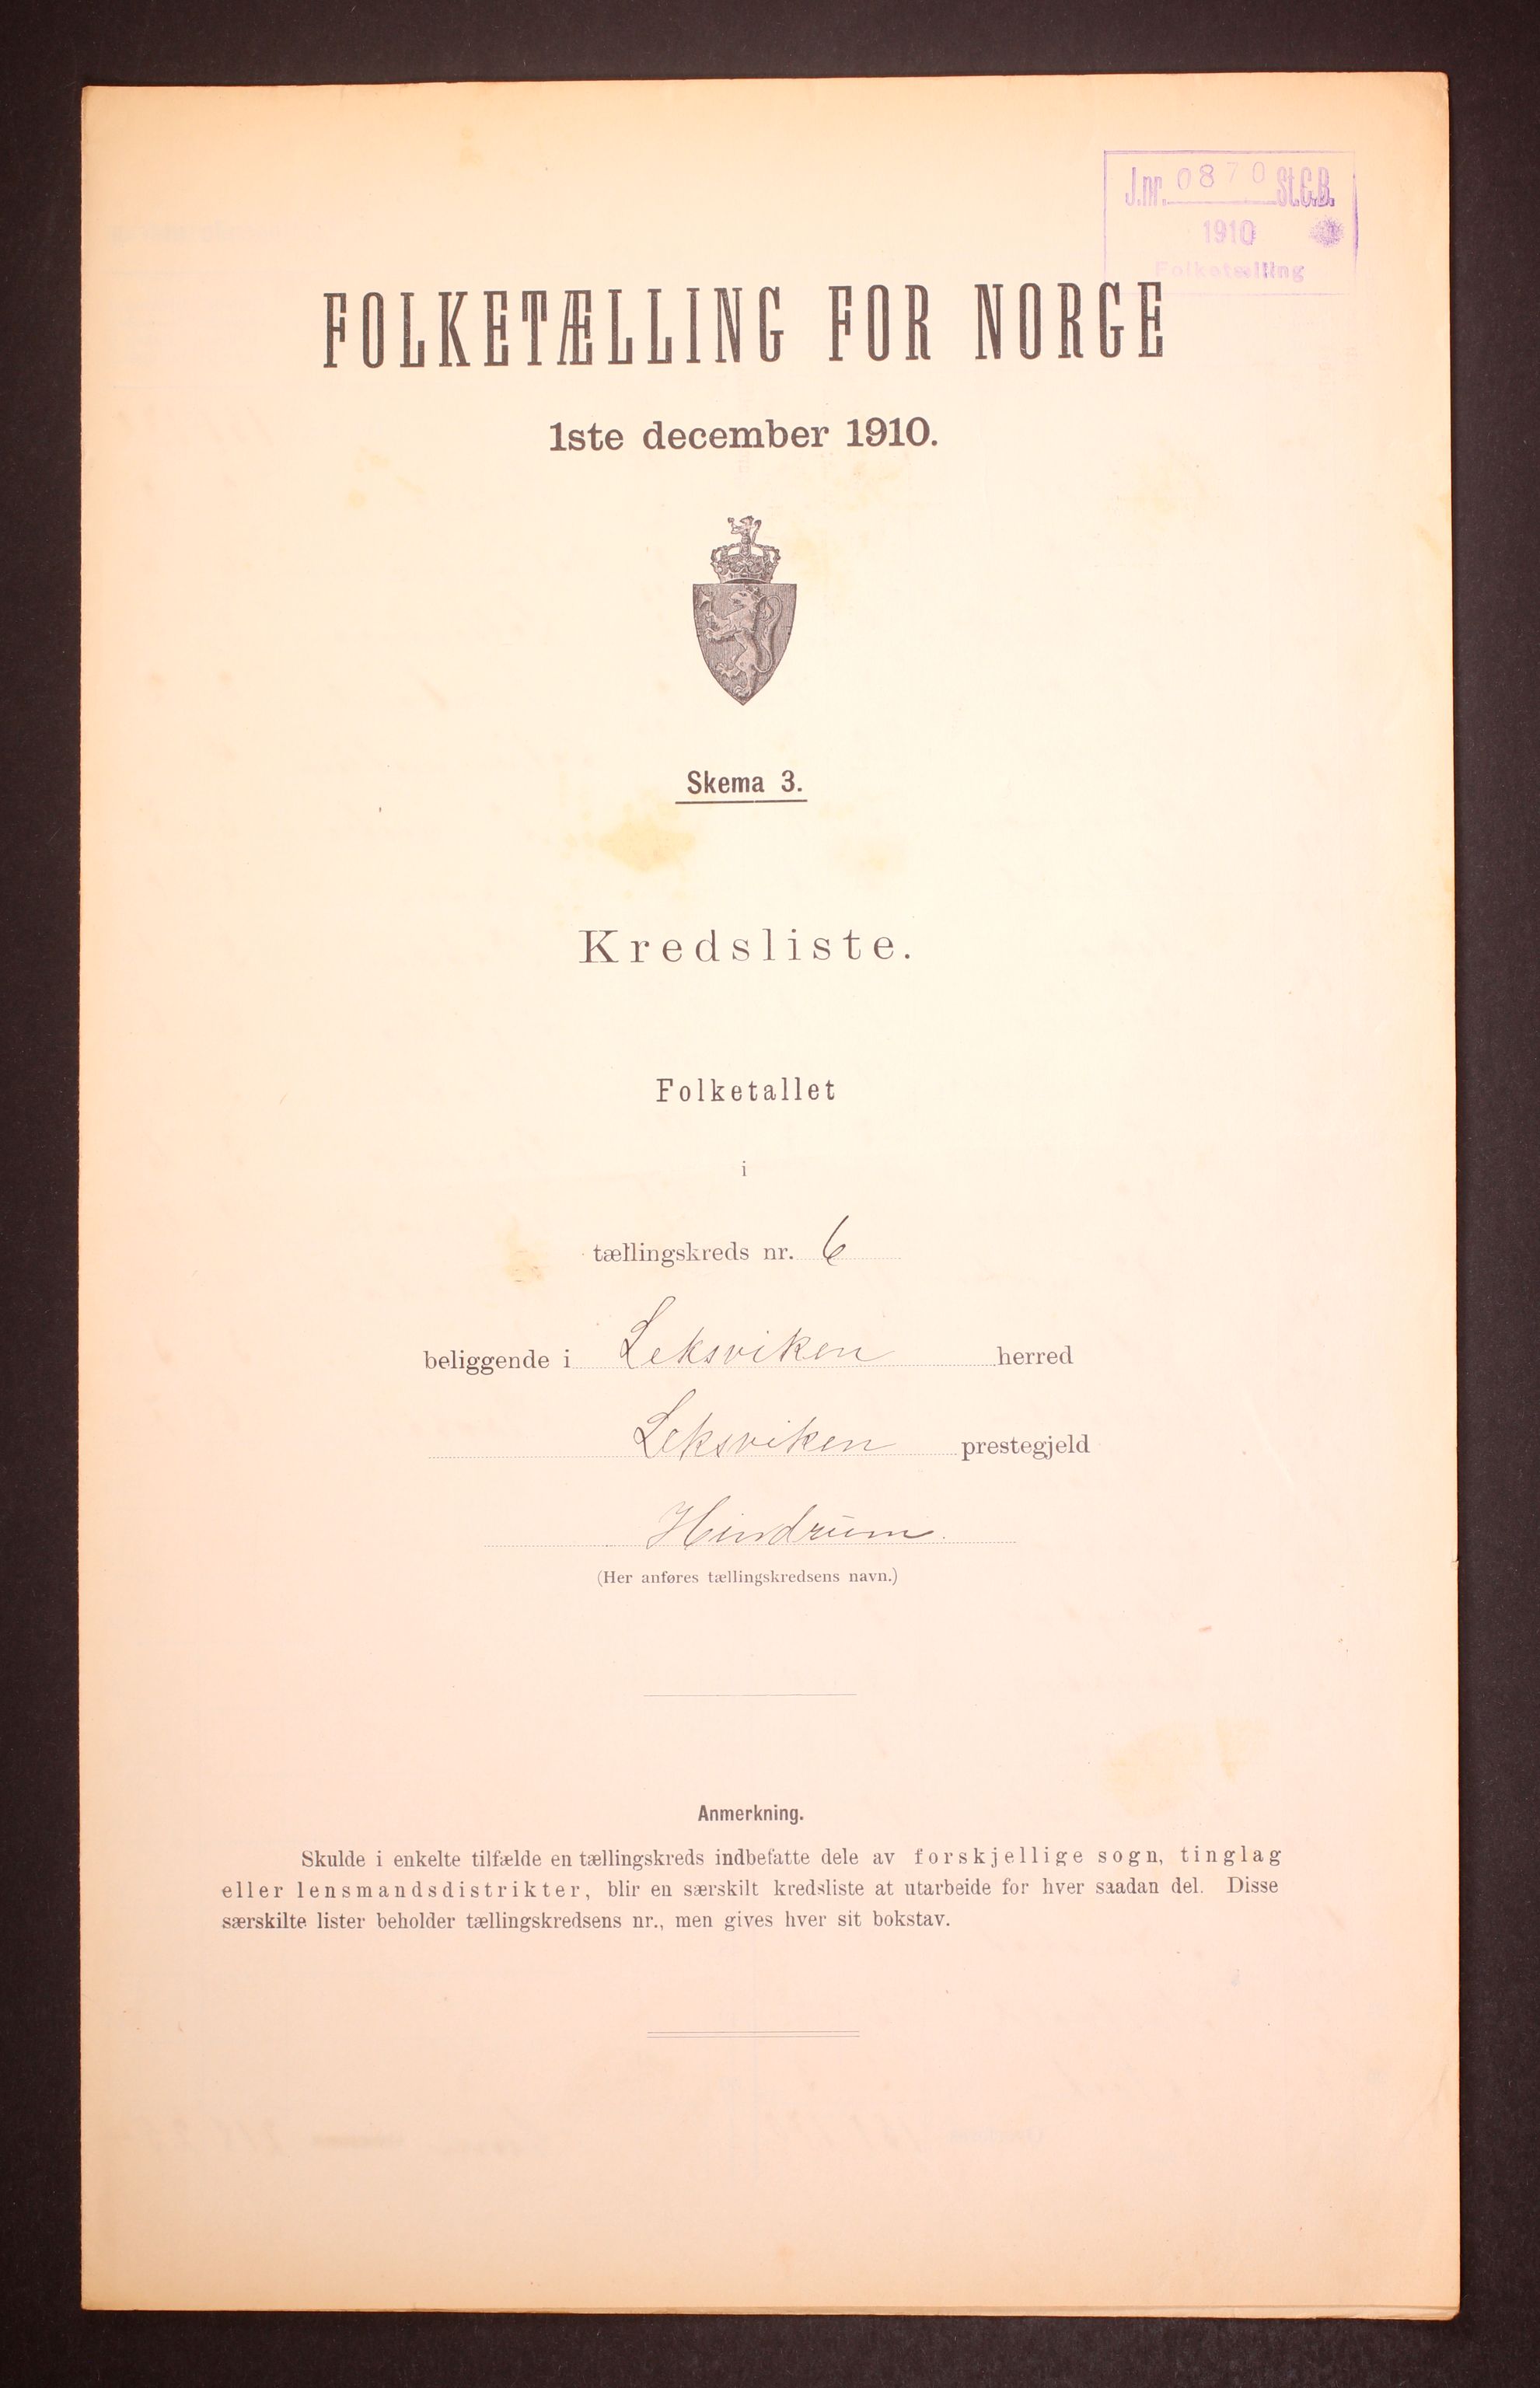 J.nr. 0870 St.C.B.
1910
Folketælling
FOLKETÆLLING FOR NORGE
1ste december 1910.
Skema 3.
Kredsliste.
Folketallet
i
tællingskreds nr. 6
beliggende i Leksviken herred
Leksviken prestegjeld
Hindrum.
(Her anføres tællingskredsens navn.)
Anmerkning.
Skulde i enkelte tilfælde en tællingskreds indbefatte dele av forskjellige sogn, tinglag
eller lensmandsdistrikter, blir en særskilt kredsliste at utarbeide for hver saadan del. Disse
særskilte lister beholder tællingskredsens nr., men gives hver sit bokstav.